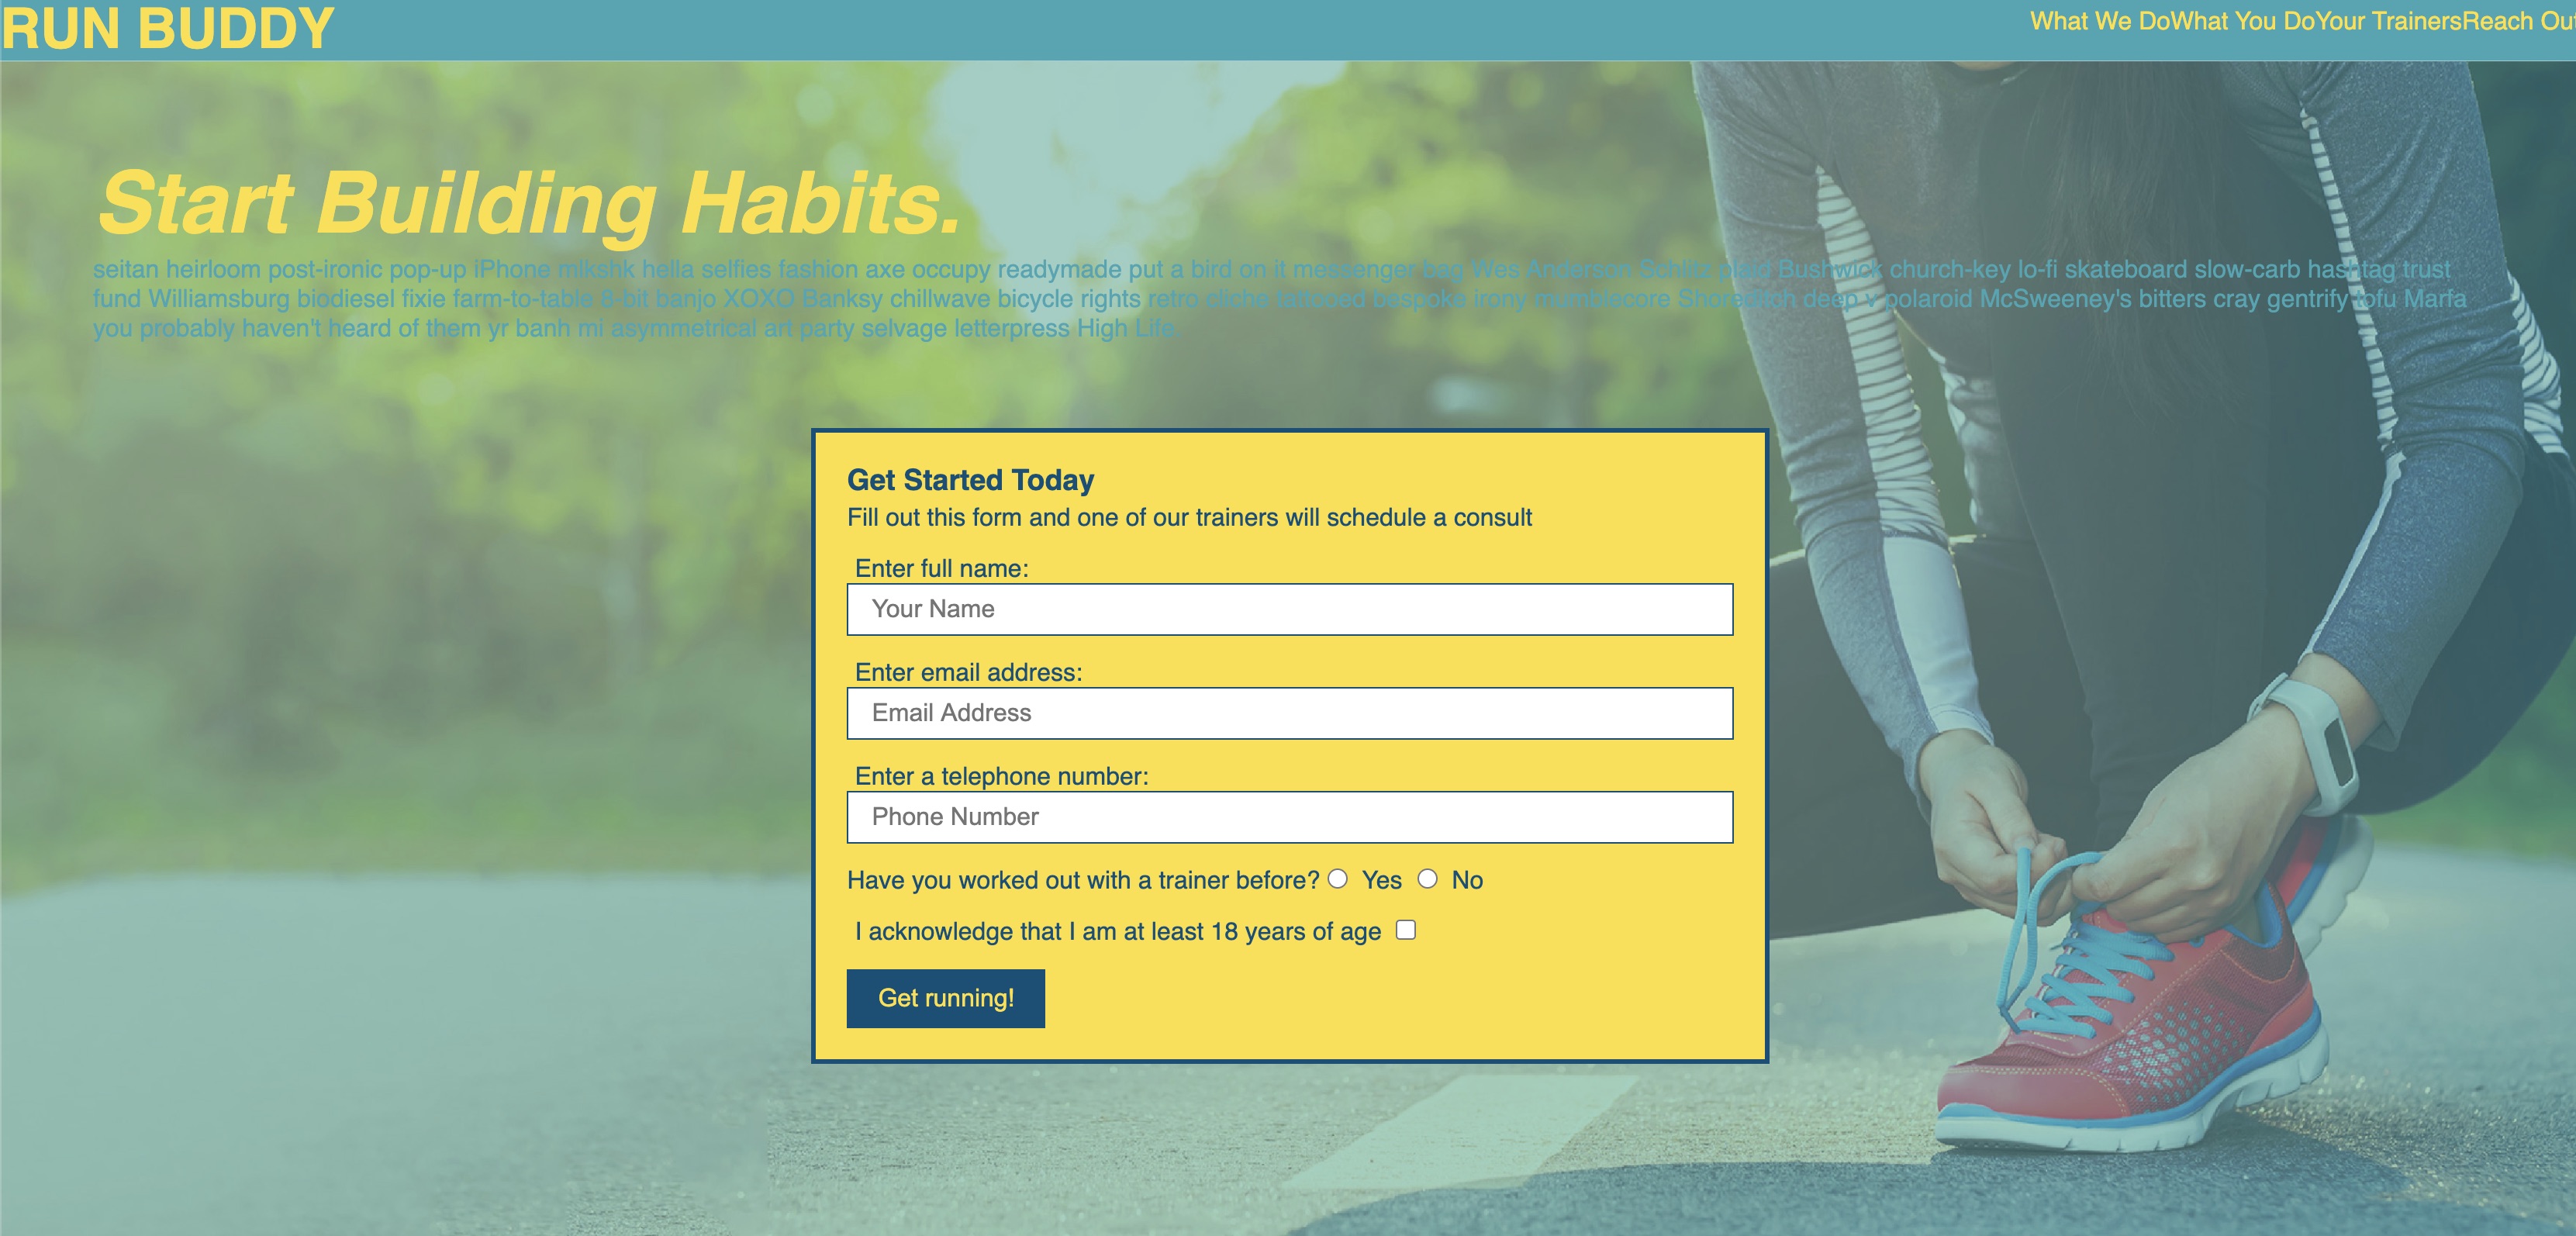 RUN BUDDY
What We DoWhat You DoYour TrainersReach Out
Start Building Habits.
seitan heirloom post-ironic pop-up iPhone mlkshk hella selfies fashion axe occupy readymade put a bird on it messenger bag Wes Anderson Schlitz plaid Bushwick church-key lo-fi skateboard slow-carb hashtag trust
fund Williamsburg biodiesel fixie farm-to-table 8-bit banjo XOXO Banksy chillwave bicycle rights retro cliche tattooed bespoke irony mumblecore Shoreditch deep v polaroid McSweeney's bitters cray gentrify tofu Marfa
you probably haven't heard of them yr banh mi asymmetrical art party selvage letterpress High Life.
Get Started Today
Fill out this form and one of our trainers will schedule a consult
Enter full name:
Your Name
Enter email address:
Email Address
Enter a telephone number:
Phone Number
Have you worked out with a trainer before? Yes No
I acknowledge that I am at least 18 years of age
Get running!